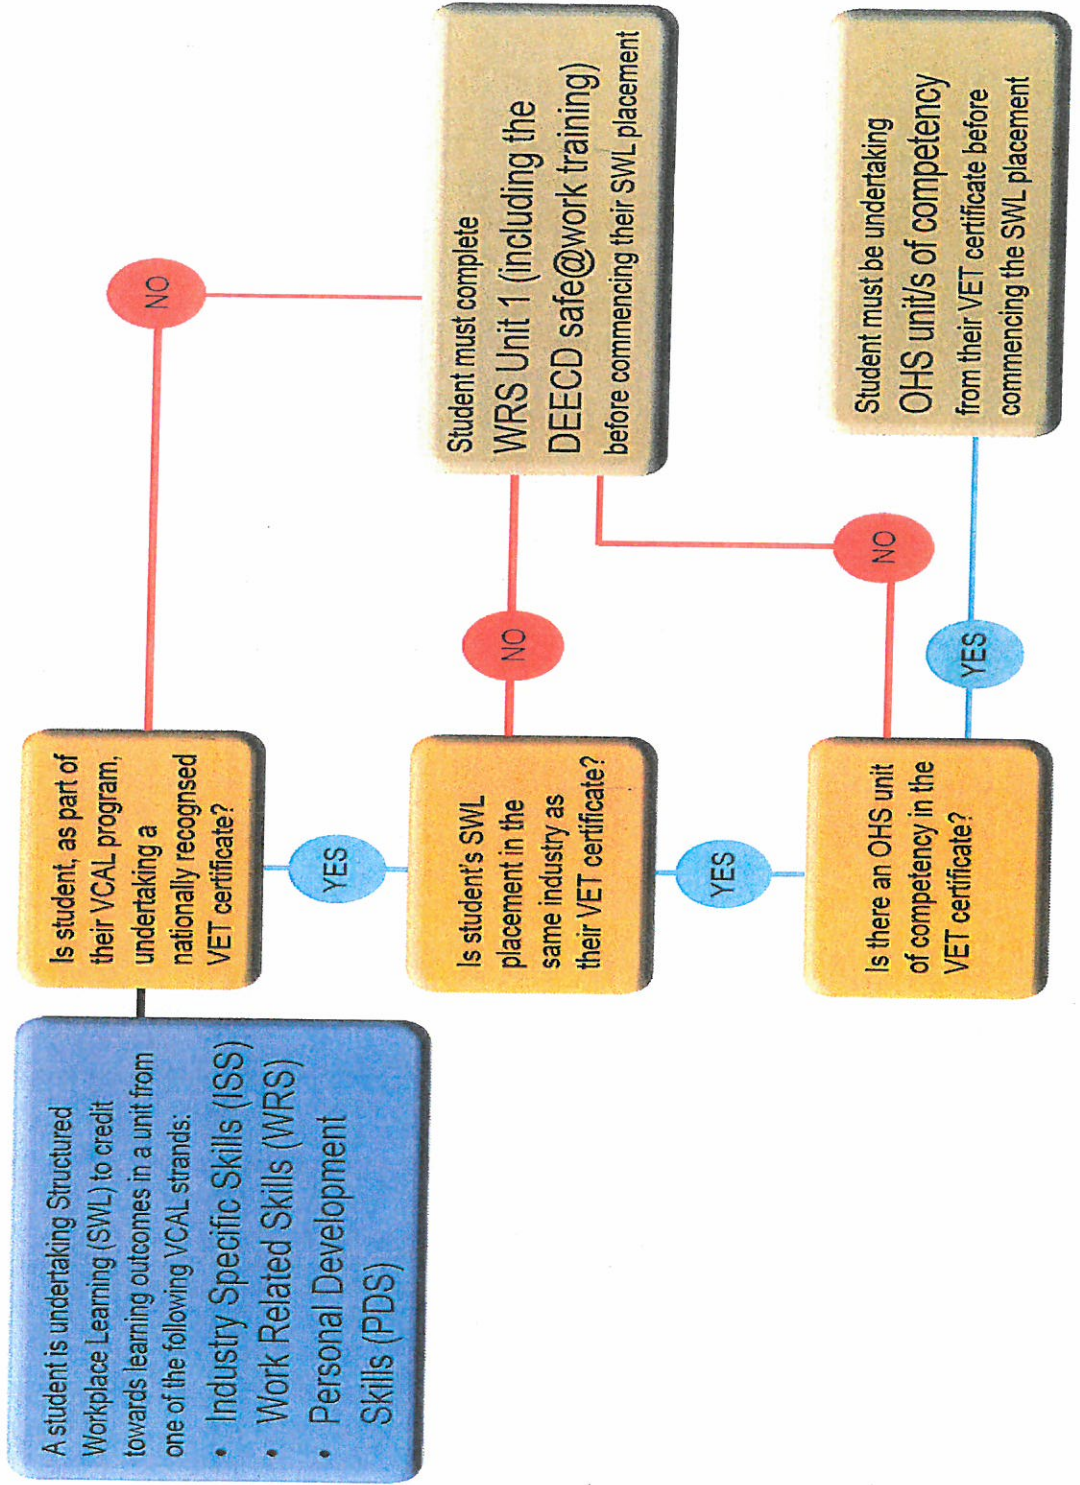 A student is undertaking Structured
Workplace Learning (SWL) to credit
towards learning outcomes in a unit from
one of the following VCAL strands:
• Industry Specific Skills (ISS)
• Work Related Skills (WRS)
• Personal Development
Skills (PDS)
Is student, as part of
their VCAL program,
undertaking a
nationally recognsed
VET certificate?
NO
YES
Is student's SWL
placement in the
same industry as
their VET certificate?
NO
Student must complete
WRS Unit 1 (including the
DEECD safe@work training)
before commencing their SWL placement
YES
Is there an OHS unit
of competency in the
VET certificate?
NO
YES
Student must be undertaking
OHS unit/s of competency
from their VET certificate before
commencing the SWL placement